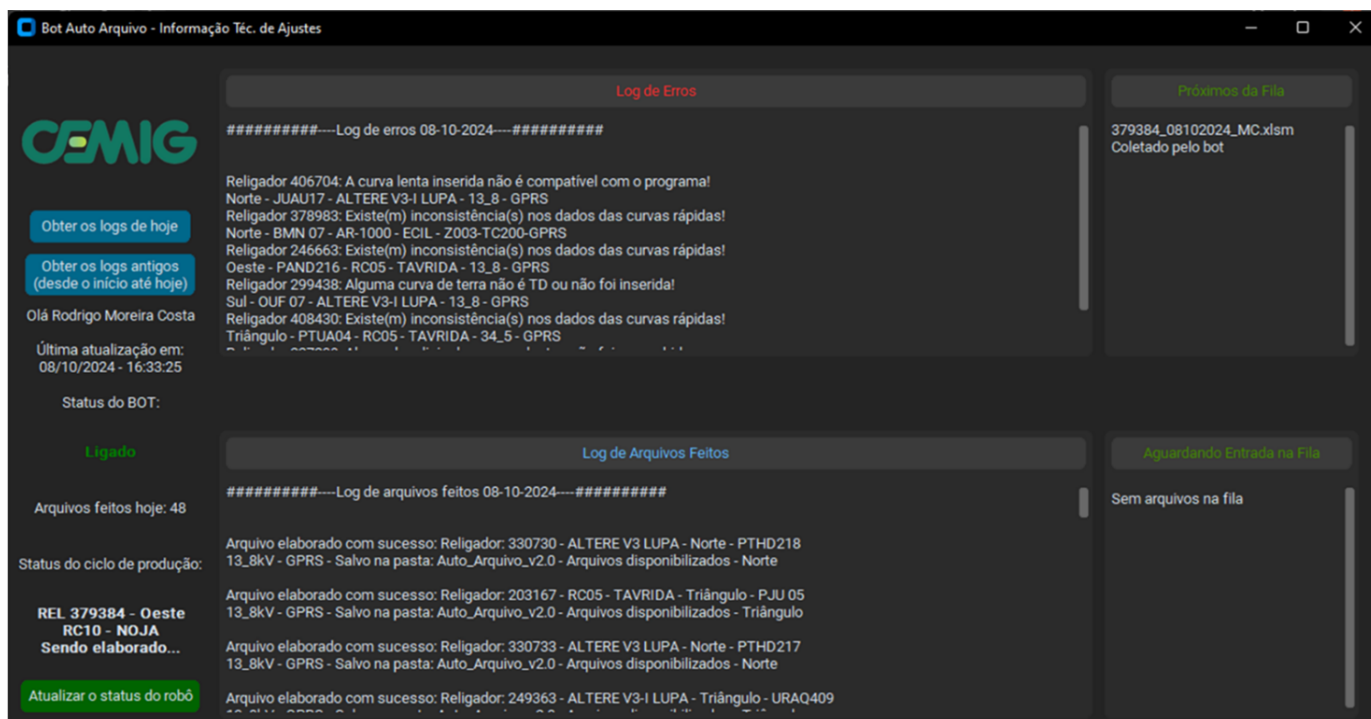 Bot Auto Arquivo - Informação Téc. de Ajustes
CEMIG
Obter os logs de hoje
Obter os logs antigos
(desde o início até hoje)
Olá Rodrigo Moreira Costa
Última atualização em:
08/10/2024 - 16:33:25
Status do BOT:
Ligado
Arquivos feitos hoje: 48
Status do ciclo de produção:
REL 379384 - Oeste
RC10 - NOJA
Sendo elaborado...
Atualizar o status do robô
Log de Erros
##########----Log de erros 08-10-2024----##########
Religador 406704: A curva lenta inserida não é compatível com o programa!
Norte - JUAU17 - ALTERE V3-I LUPA - 13_8 - GPRS
Religador 378983: Existe(m) inconsistência(s) nos dados das curvas rápidas!
Norte - BMN 07 - AR-1000 - ECIL - Z003-TC200-GPRS
Religador 246663: Existe(m) inconsistência(s) nos dados das curvas rápidas!
Oeste - PAND216 - RC05 - TAVRIDA - 13_8 - GPRS
Religador 299438: Alguma curva de terra não é TD ou não foi inserida!
Sul - OUF 07 - ALTERE V3-I LUPA - 13_8 - GPRS
Religador 408430: Existe(m) inconsistência(s) nos dados das curvas rápidas!
Triângulo - PTUA04 - RC05 - TAVRIDA - 34_5 - GPRS
Próximos da Fila
379384_08102024_MC.xlsm
Coletado pelo bot
Log de Arquivos Feitos
##########----Log de arquivos feitos 08-10-2024----##########
Arquivo elaborado com sucesso: Religador: 330730 - ALTERE V3 LUPA - Norte - PTHD218
13_8kV - GPRS - Salvo na pasta: Auto_Arquivo_v2.0 - Arquivos disponibilizados - Norte
Arquivo elaborado com sucesso: Religador: 203167 - RC05 - TAVRIDA - Triângulo - PJU 05
13_8kV - GPRS - Salvo na pasta: Auto_Arquivo_v2.0 - Arquivos disponibilizados - Triângulo
Arquivo elaborado com sucesso: Religador: 330733 - ALTERE V3 LUPA - Norte - PTHD217
13_8kV - GPRS - Salvo na pasta: Auto_Arquivo_v2.0 - Arquivos disponibilizados - Norte
Arquivo elaborado com sucesso: Religador: 249363 - ALTERE V3-I LUPA - Triângulo - URAQ409
Aguardando Entrada na Fila
Sem arquivos na fila